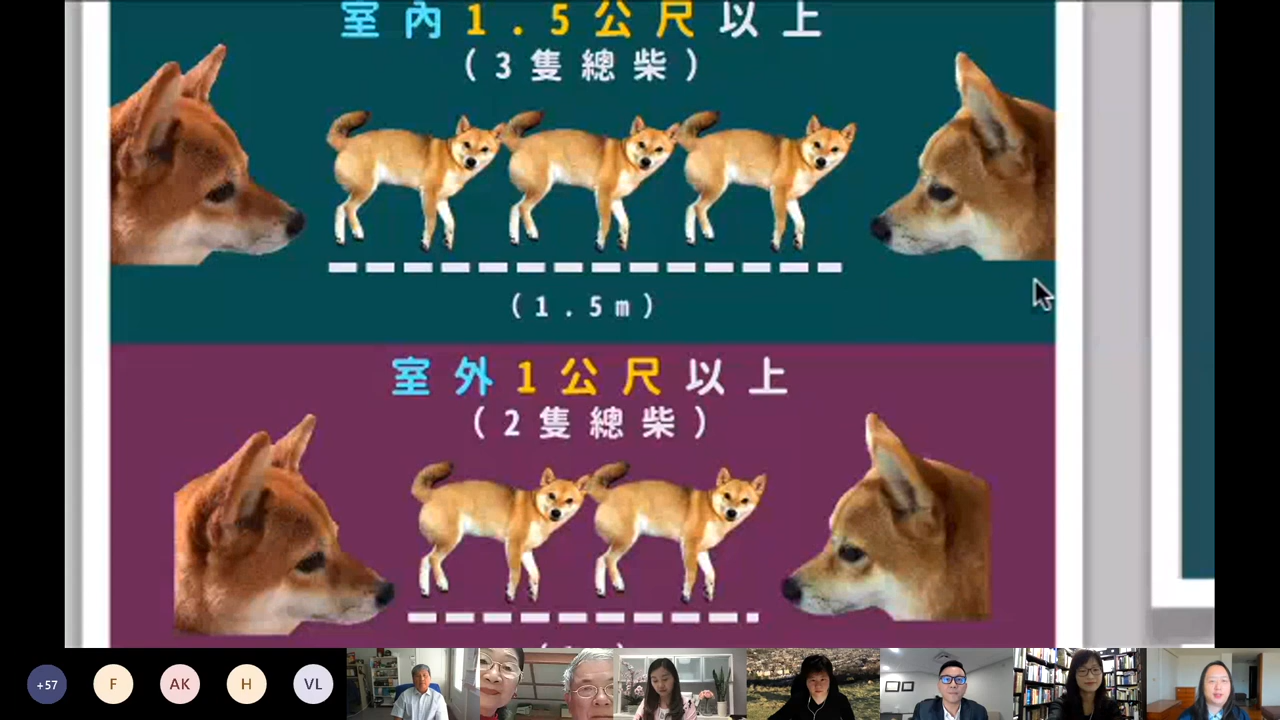 室內1.5公尺以上
(3隻總柴)
(1.5m)
室外1公尺以上
(2隻總柴)
+57
F
AK
H
VL